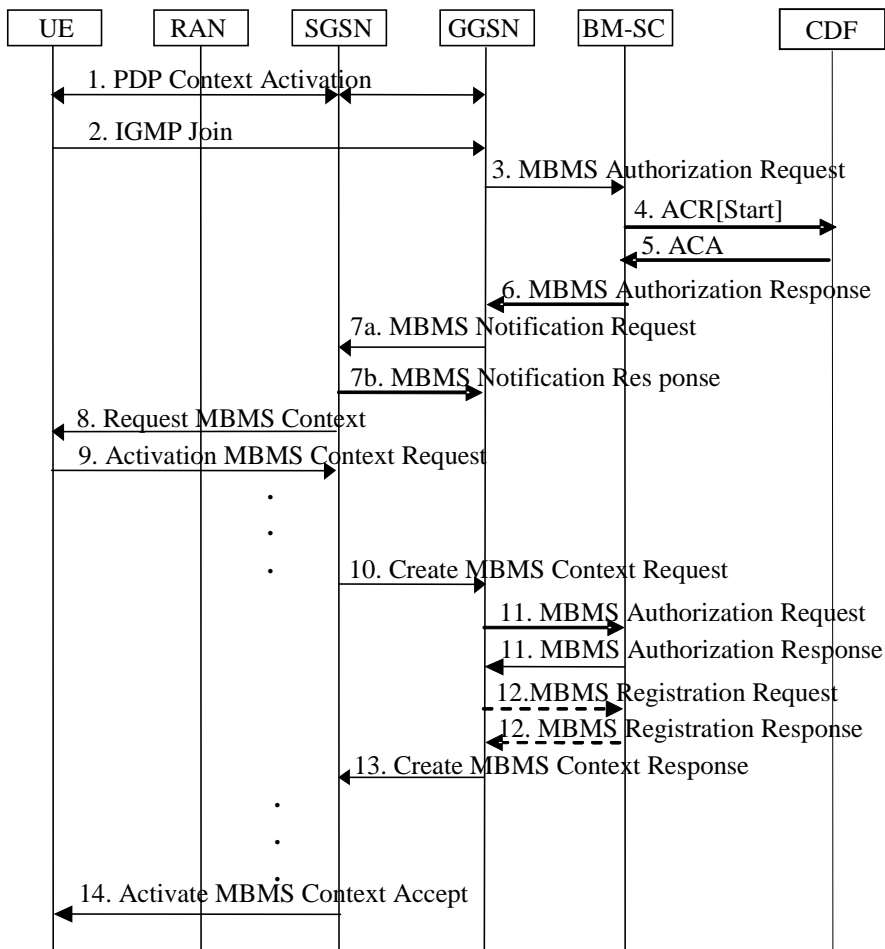 UE RAN SGSN GGSN BM-SC CDF
1. PDP Context Activation
2. IGMP Join
3. MBMS Authorization Request
4. ACR[Start]
5. ACA
6. MBMS Authorization Response
7a. MBMS Notification Request
7b. MBMS Notification Res ponse
8. Request MBMS Context
9. Activation MBMS Context Request
10. Create MBMS Context Request
11. MBMS Authorization Request
11. MBMS Authorization Response
12.MBMS Registration Request
12. MBMS Registration Response
13. Create MBMS Context Response
14. Activate MBMS Context Accept